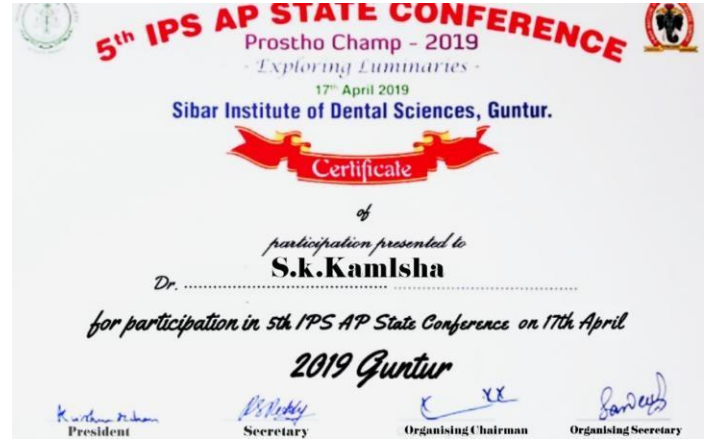 5th IPS AP STATE CONFERENCE
Prostho Champ - 2019
- Exploring Luminaries -
17th April 2019
Sibar Institute of Dental Sciences, Guntur.
Certificate
of
participation presented to
Dr. S.k.Kamlsha
for participation in 5th IPS AP State Conference on 17th April
2019 Guntur
President Secretary Organising Chairman Organising Secretary